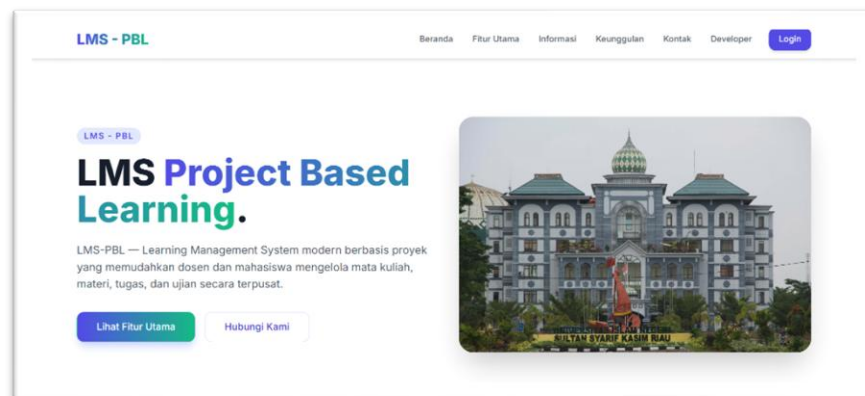 LMS - PBL
Beranda Fitur Utama Informasi Keunggulan Kontak Developer Login
LMS - PBL
LMS Project Based
Learning.
LMS-PBL — Learning Management System modern berbasis proyek
yang memudahkan dosen dan mahasiswa mengelola mata kuliah,
materi, tugas, dan ujian secara terpusat.
Lihat Fitur Utama Hubungi Kami
SULTAN SYARIF KASIM RIAU